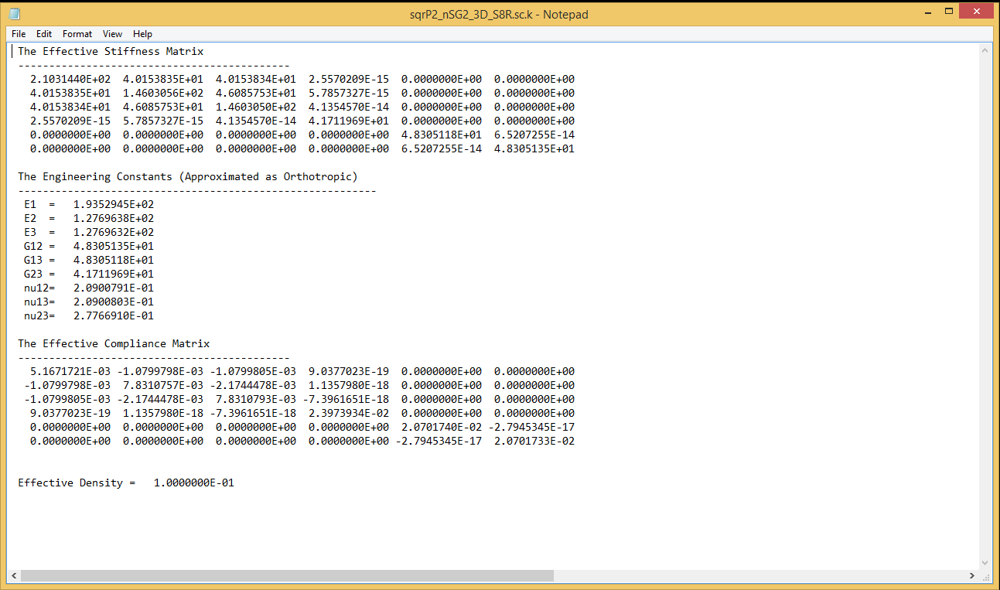 sqrP2_nSG2_3D_S8R.sc.k - Notepad
File Edit Format View Help
The Effective Stiffness Matrix
--------------------------------------------
2.1031440E+02 4.0153835E+01 4.0153834E+01 2.5570209E-15 0.0000000E+00 0.0000000E+00
4.0153835E+01 1.4603056E+02 4.6085753E+01 5.7857327E-15 0.0000000E+00 0.0000000E+00
4.0153834E+01 4.6085753E+01 1.4603050E+02 4.1354570E-14 0.0000000E+00 0.0000000E+00
2.5570209E-15 5.7857327E-15 4.1354570E-14 4.1711969E+01 0.0000000E+00 0.0000000E+00
0.0000000E+00 0.0000000E+00 0.0000000E+00 0.0000000E+00 4.8305118E+01 6.5207255E-14
0.0000000E+00 0.0000000E+00 0.0000000E+00 0.0000000E+00 6.5207255E-14 4.8305135E+01
The Engineering Constants (Approximated as Orthotropic)
----------------------------------------------------------
E1 = 1.9352945E+02
E2 = 1.2769638E+02
E3 = 1.2769632E+02
G12 = 4.8305135E+01
G13 = 4.8305118E+01
G23 = 4.1711969E+01
nu12= 2.0900791E-01
nu13= 2.0900803E-01
nu23= 2.7766910E-01
The Effective Compliance Matrix
--------------------------------------------
5.1671721E-03 -1.0799798E-03 -1.0799805E-03 9.0377023E-19 0.0000000E+00 0.0000000E+00
-1.0799798E-03 7.8310757E-03 -2.1744478E-03 1.1357980E-18 0.0000000E+00 0.0000000E+00
-1.0799805E-03 -2.1744478E-03 7.8310793E-03 -7.3961651E-18 0.0000000E+00 0.0000000E+00
9.0377023E-19 1.1357980E-18 -7.3961651E-18 2.3973934E-02 0.0000000E+00 0.0000000E+00
0.0000000E+00 0.0000000E+00 0.0000000E+00 0.0000000E+00 2.0701740E-02 -2.7945345E-17
0.0000000E+00 0.0000000E+00 0.0000000E+00 0.0000000E+00 -2.7945345E-17 2.0701733E-02
Effective Density = 1.0000000E-01